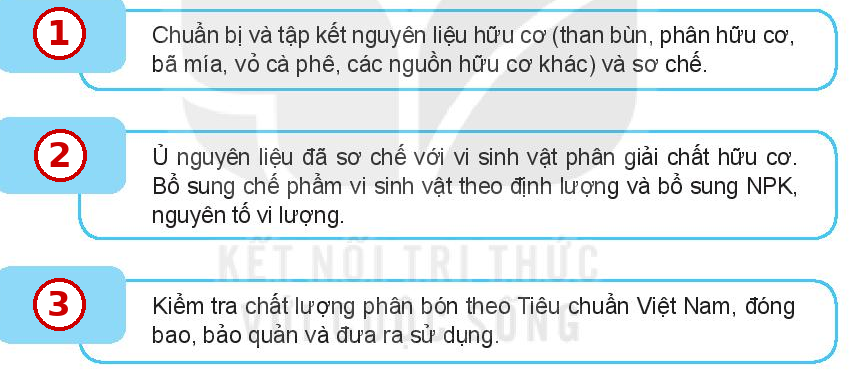 1
Chuẩn bị và tập kết nguyên liệu hữu cơ (than bùn, phân hữu cơ,
bã mía, vỏ cà phê, các nguồn hữu cơ khác) và sơ chế.
2
Ủ nguyên liệu đã sơ chế với vi sinh vật phân giải chất hữu cơ.
Bổ sung chế phẩm vi sinh vật theo định lượng và bổ sung NPK,
nguyên tố vi lượng.
KẾT NỐI TRI THỨC
3
Kiểm tra chất lượng phân bón theo Tiêu chuẩn Việt Nam, đóng
bao, bảo quản và đưa ra sử dụng.
VỚI CUỘC SỐNG